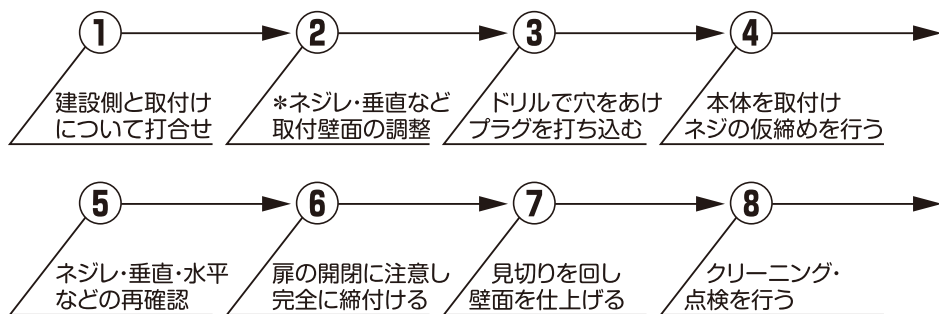 1
建設側と取付け
について打合せ
2
*ネジレ・垂直など
取付壁面の調整
3
ドリルで穴をあけ
プラグを打ち込む
4
本体を取付け
ネジの仮締めを行う
5
ネジレ・垂直・水平
などの再確認
6
扉の開閉に注意し
完全に締付ける
7
見切りを回し
壁面を仕上げる
8
クリーニング・
点検を行う